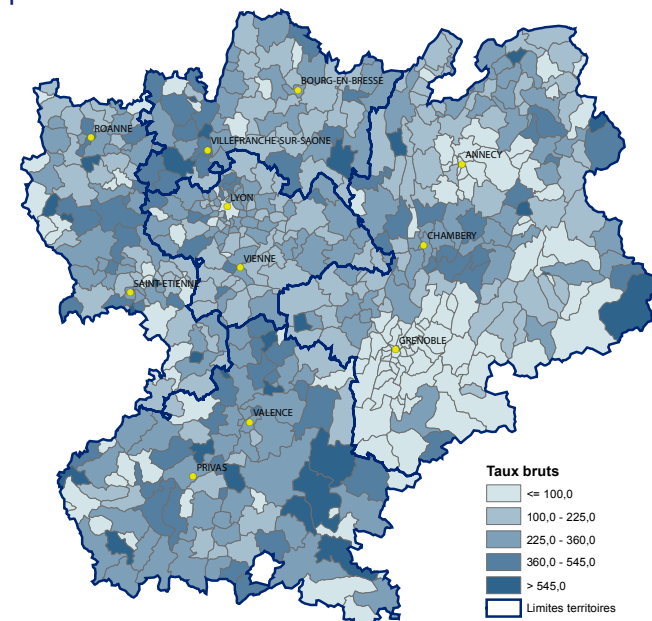 BOURG-EN-BRESSE
ROANNE
VILLEFRANCHE-SUR-SAONE
ANNECY
LYON
CHAMBERY
VIENNE
SAINT-ETIENNE
GRENOBLE
VALENCE
PRIVAS
Taux bruts
<= 100,0
100,0 - 225,0
225,0 - 360,0
360,0 - 545,0
> 545,0
Limites territoires